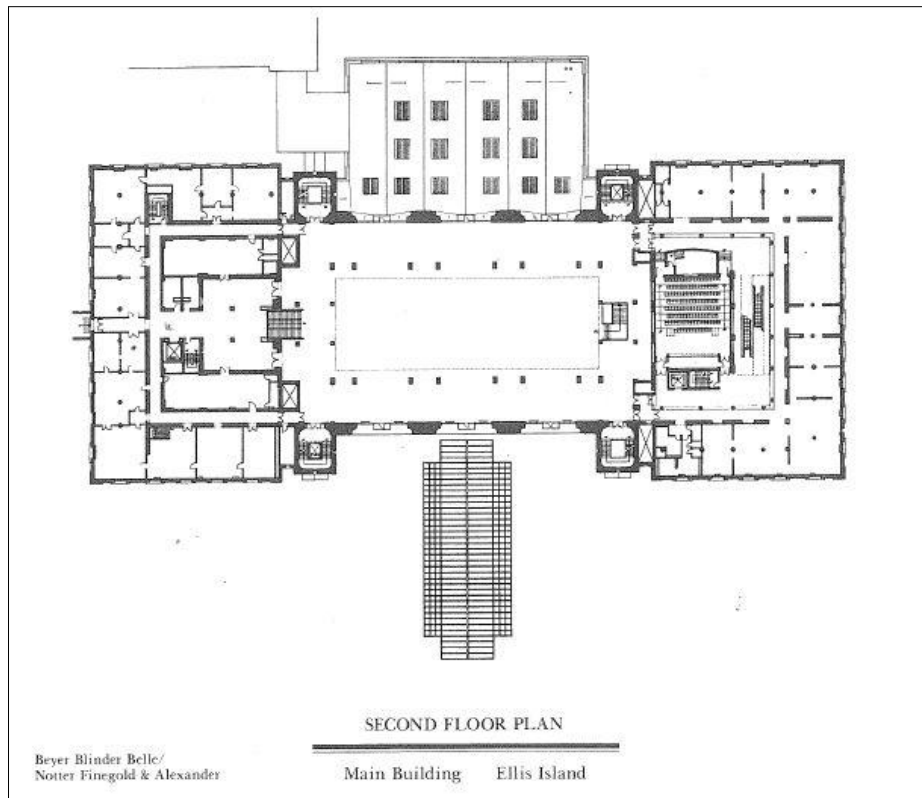 SECOND FLOOR PLAN
Beyer Blinder Belle/
Notter Finegold & Alexander
Main Building Ellis Island